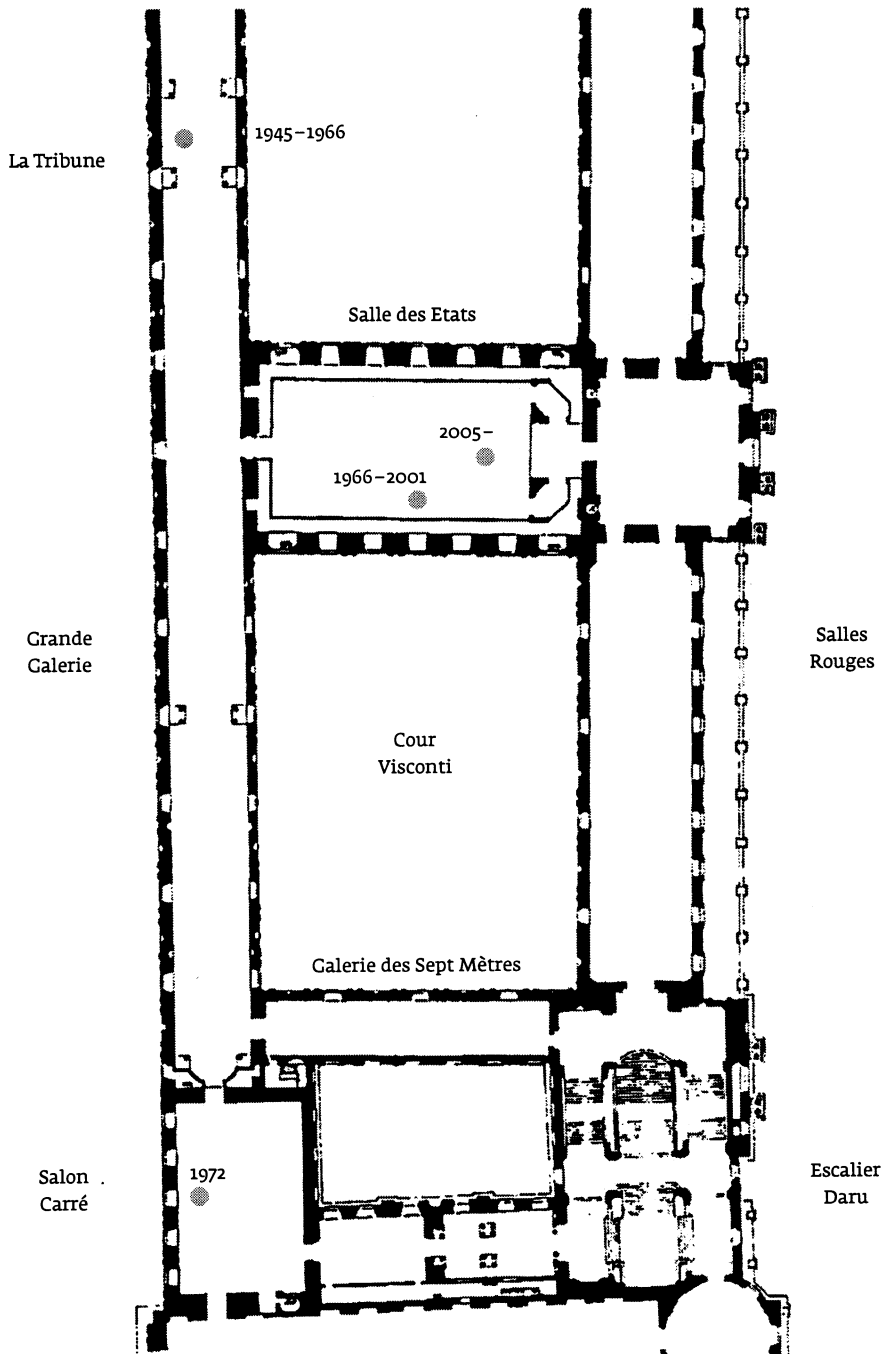 1945–1966
La Tribune
Salle des Etats
2005–
1966–2001
Grande
Galerie
Salles
Rouges
Cour
Visconti
Galerie des Sept Mètres
1972
Salon
Carré
Escalier
Daru